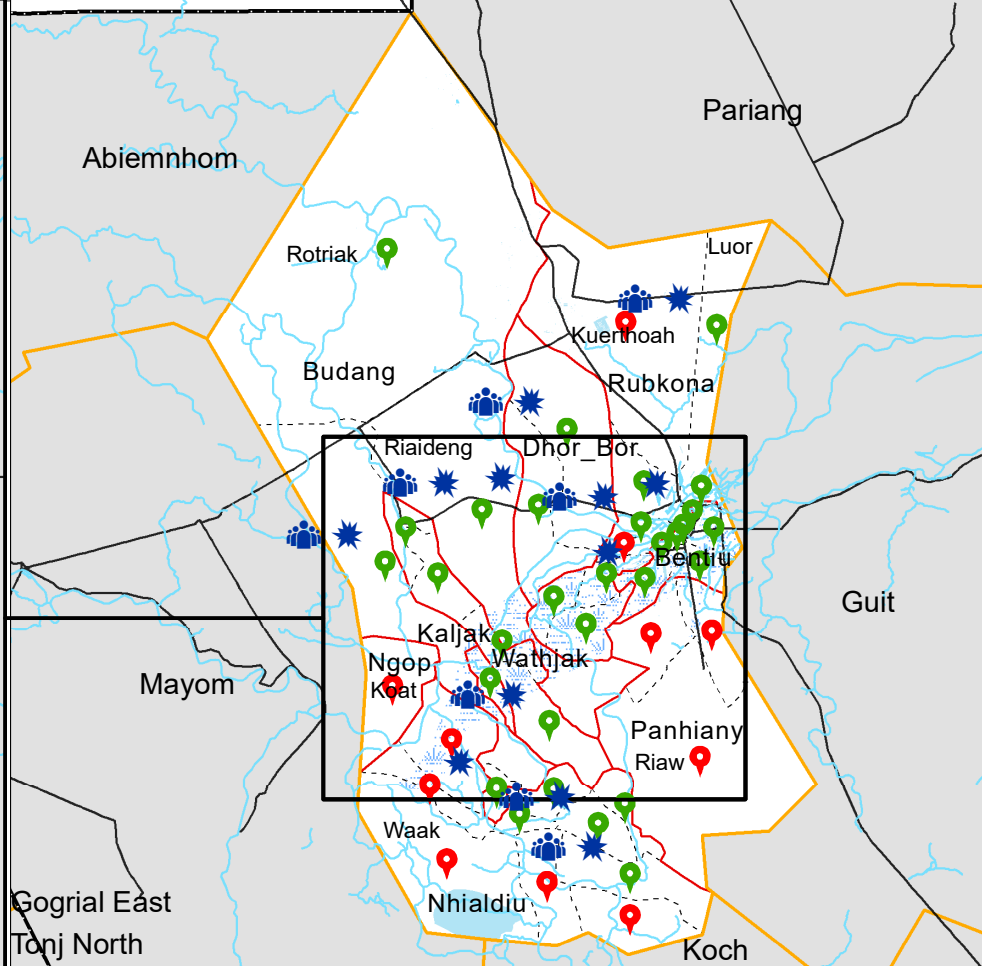 Pariang
Abiemnhom
Luor
Rotriak
Kuerthoah
Budang
Rubkona
Riaideng
Dhor_Bor
Bentiu
Guit
Kaljak
Wathjak
Ngop
Koat
Mayom
Panhiany
Riaw
Waak
Gogrial East
Nhialdiu
Tonj North
Koch